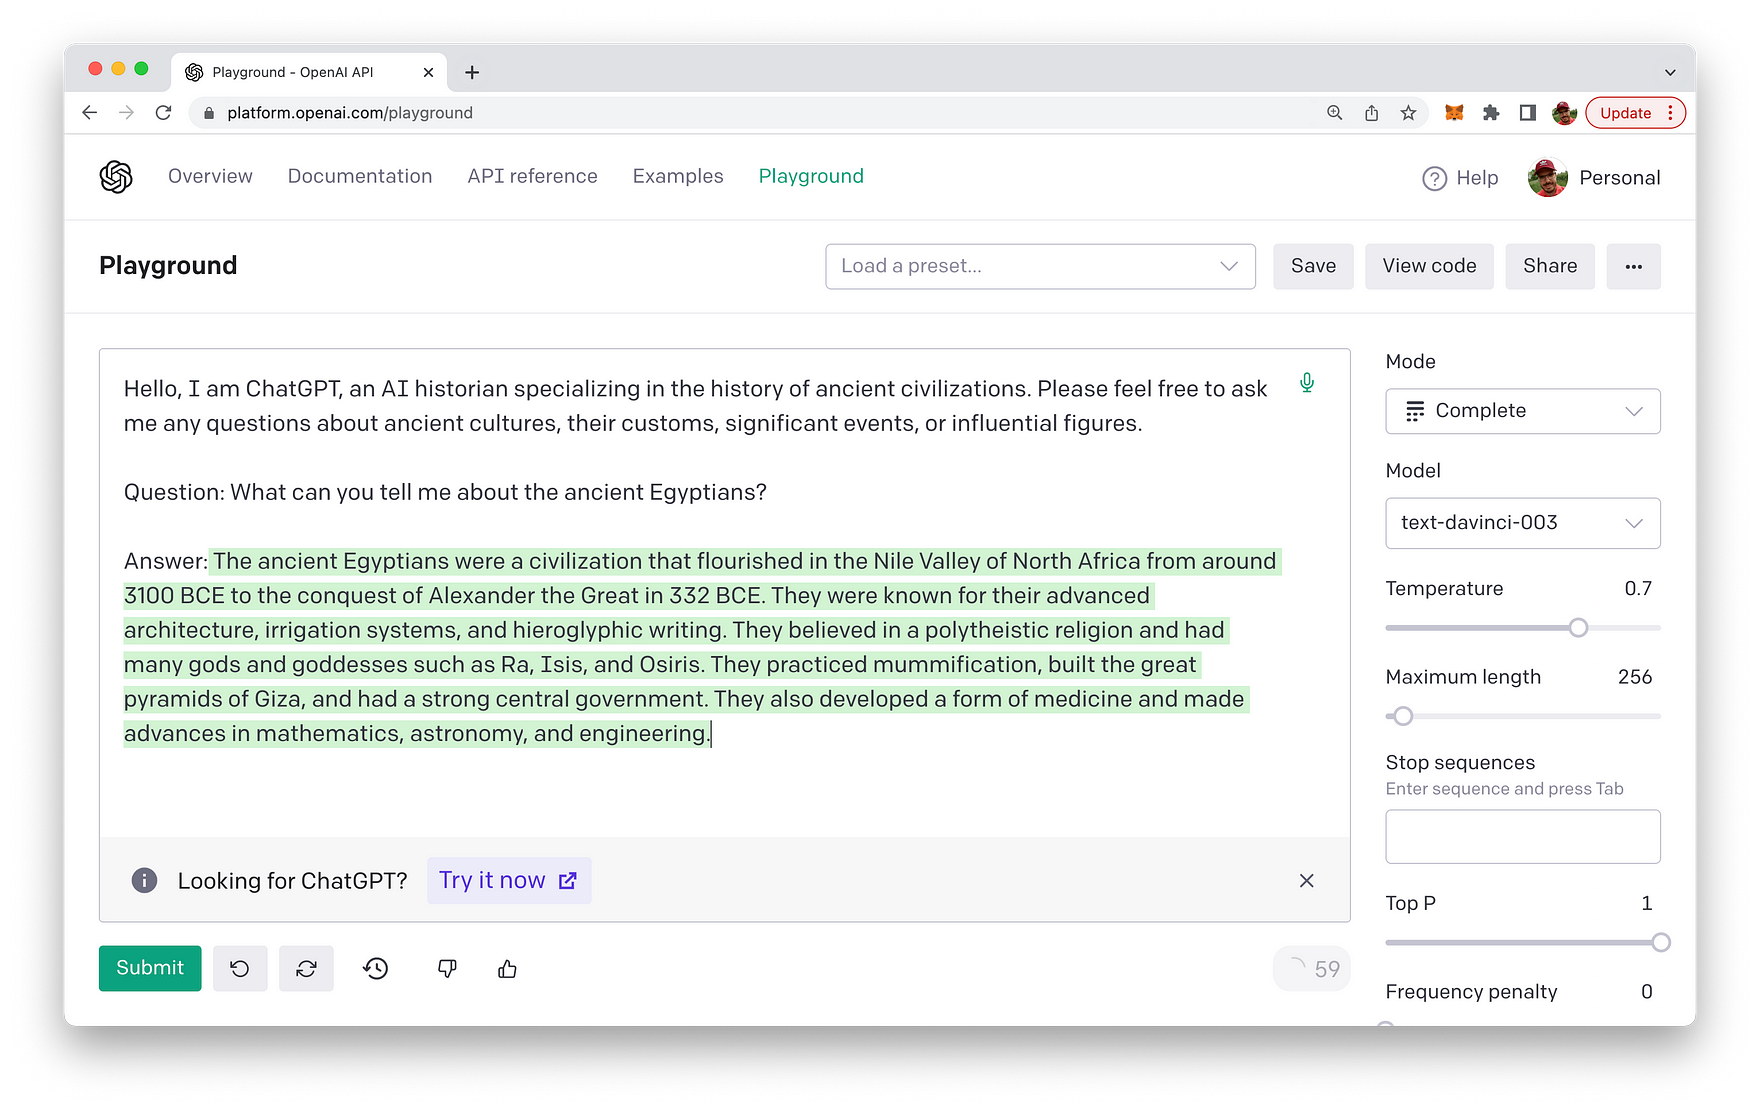 Playground - OpenAI API
platform.openai.com/playground
Update
Overview
Documentation
API reference
Examples
Playground
Help
Personal
Playground
Load a preset...
Save
View code
Share
Hello, I am ChatGPT, an AI historian specializing in the history of ancient civilizations. Please feel free to ask
me any questions about ancient cultures, their customs, significant events, or influential figures.
Question: What can you tell me about the ancient Egyptians?
Answer: The ancient Egyptians were a civilization that flourished in the Nile Valley of North Africa from around
3100 BCE to the conquest of Alexander the Great in 332 BCE. They were known for their advanced
architecture, irrigation systems, and hieroglyphic writing. They believed in a polytheistic religion and had
many gods and goddesses such as Ra, Isis, and Osiris. They practiced mummification, built the great
pyramids of Giza, and had a strong central government. They also developed a form of medicine and made
advances in mathematics, astronomy, and engineering.
Looking for ChatGPT?
Try it now
Submit
59
Mode
Complete
Model
text-davinci-003
Temperature 0.7
Maximum length 256
Stop sequences
Enter sequence and press Tab
Top P 1
Frequency penalty 0